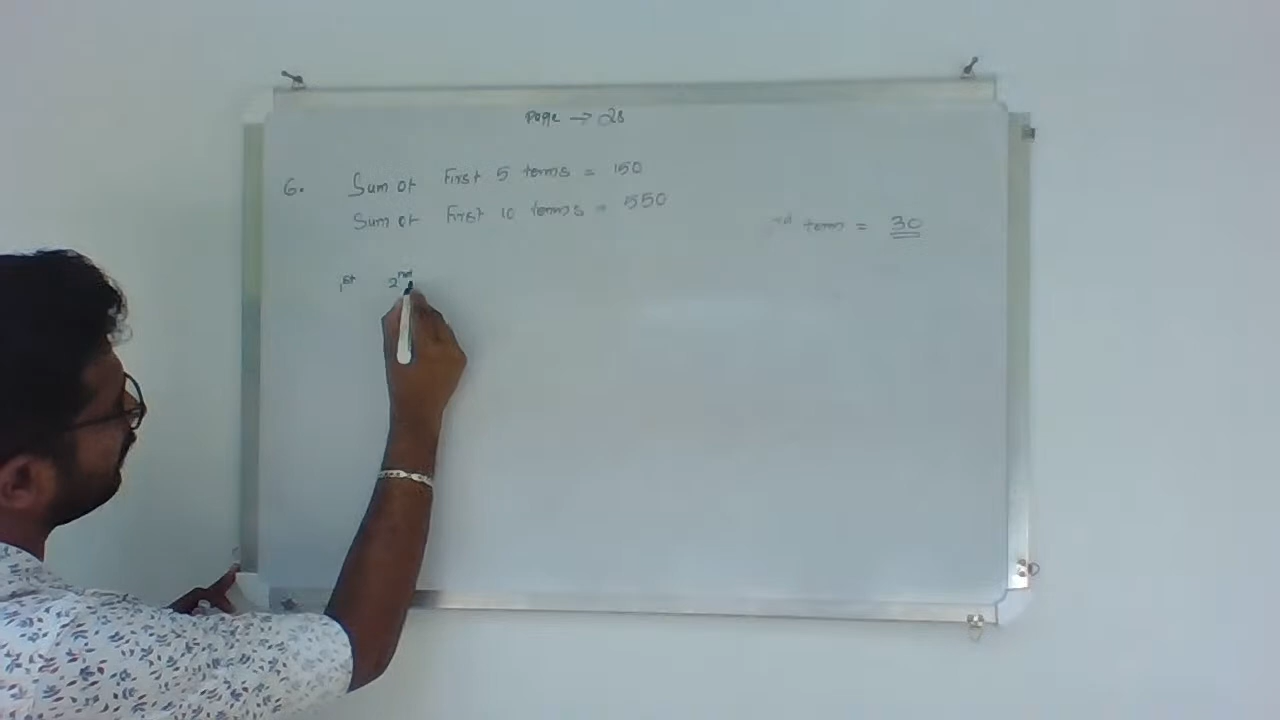 Page → 28
6. Sum of First 5 terms = 150
Sum of First 10 terms = 550
rd term = 30
1st 2nd